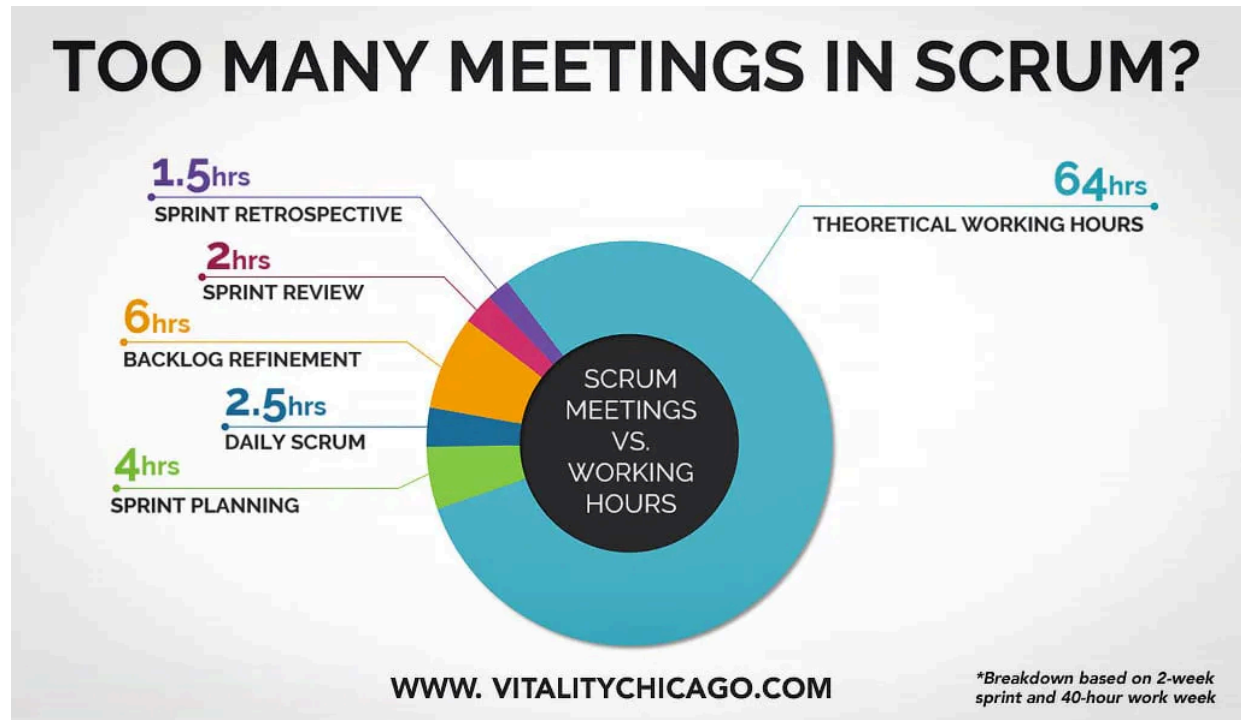 TOO MANY MEETINGS IN SCRUM?
1.5hrs
SPRINT RETROSPECTIVE
2hrs
SPRINT REVIEW
6hrs
BACKLOG REFINEMENT
2.5hrs
DAILY SCRUM
4hrs
SPRINT PLANNING
64hrs
THEORETICAL WORKING HOURS
SCRUM
MEETINGS
VS.
WORKING
HOURS
WWW. VITALITYCHICAGO.COM
*Breakdown based on 2-week
sprint and 40-hour work week